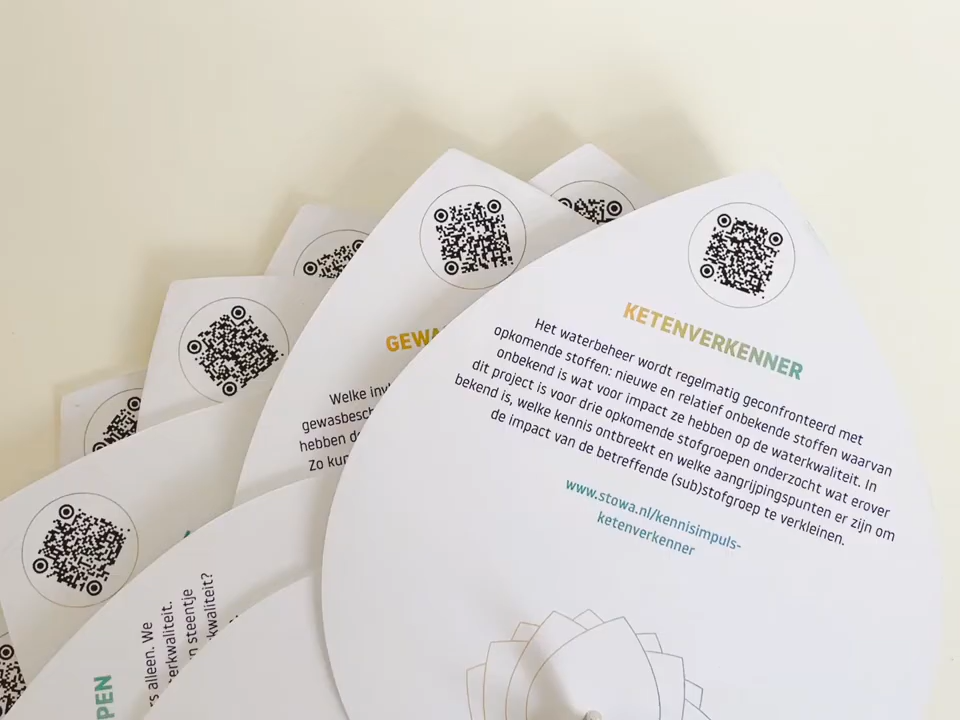 KETENVERKENNER
Het waterbeheer wordt regelmatig geconfronteerd met
opkomende stoffen: nieuwe en relatief onbekende stoffen waarvan
onbekend is wat voor impact ze hebben op de waterkwaliteit. In
dit project is voor drie opkomende stofgroepen onderzocht wat erover
bekend is, welke kennis ontbreekt en welke aangrijpingspunten er zijn om
de impact van de betreffende (sub)stofgroep te verkleinen.
www.stowa.nl/kennisimpuls-
ketenverkenner
GEWA
Welke inv
gewasbesch
hebben d
Zo kun
s alleen. We
erkwaliteit.
n steentje
rkwaliteit?
PEN